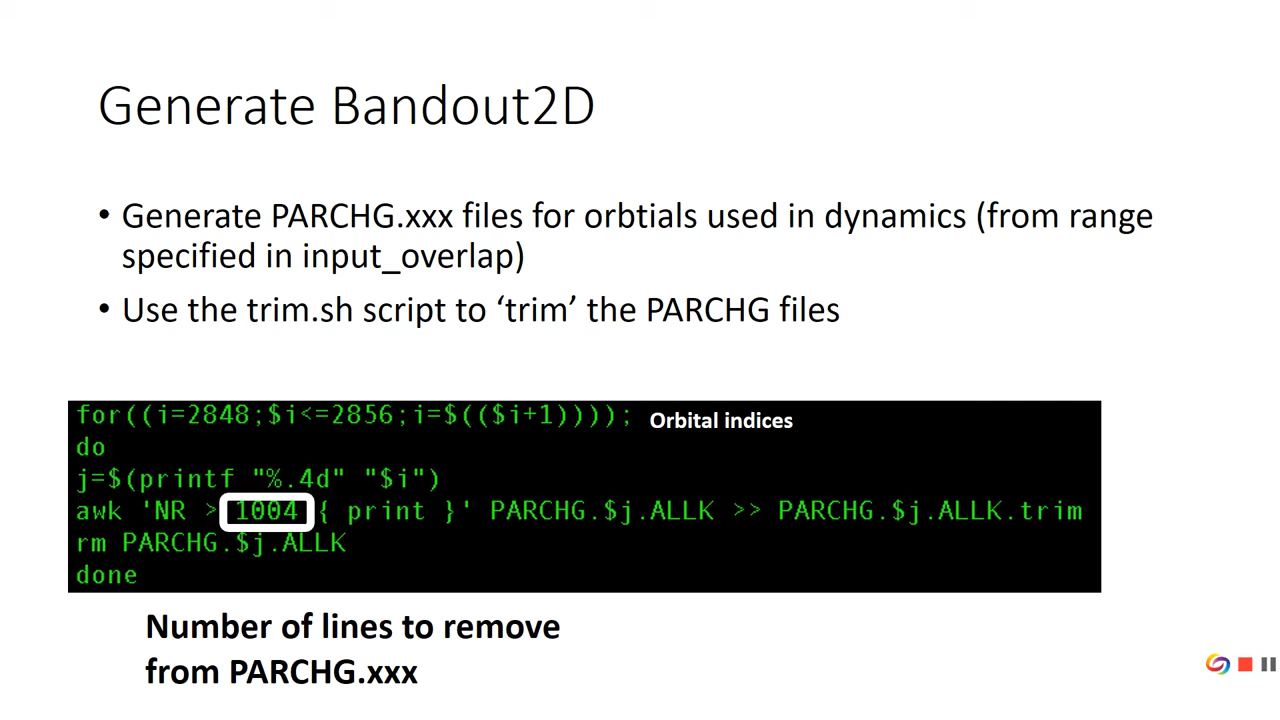 Generate Bandout2D
• Generate PARCHG.xxx files for orbtials used in dynamics (from range
specified in input_overlap)
• Use the trim.sh script to ‘trim’ the PARCHG files
for((i=2848;$i<=2856;i=$(($i+1)))); Orbital indices
do
j=$(printf "%.4d" "$i")
awk 'NR > 1004 { print }' PARCHG.$j.ALLK >> PARCHG.$j.ALLK.trim
rm PARCHG.$j.ALLK
done
Number of lines to remove
from PARCHG.xxx